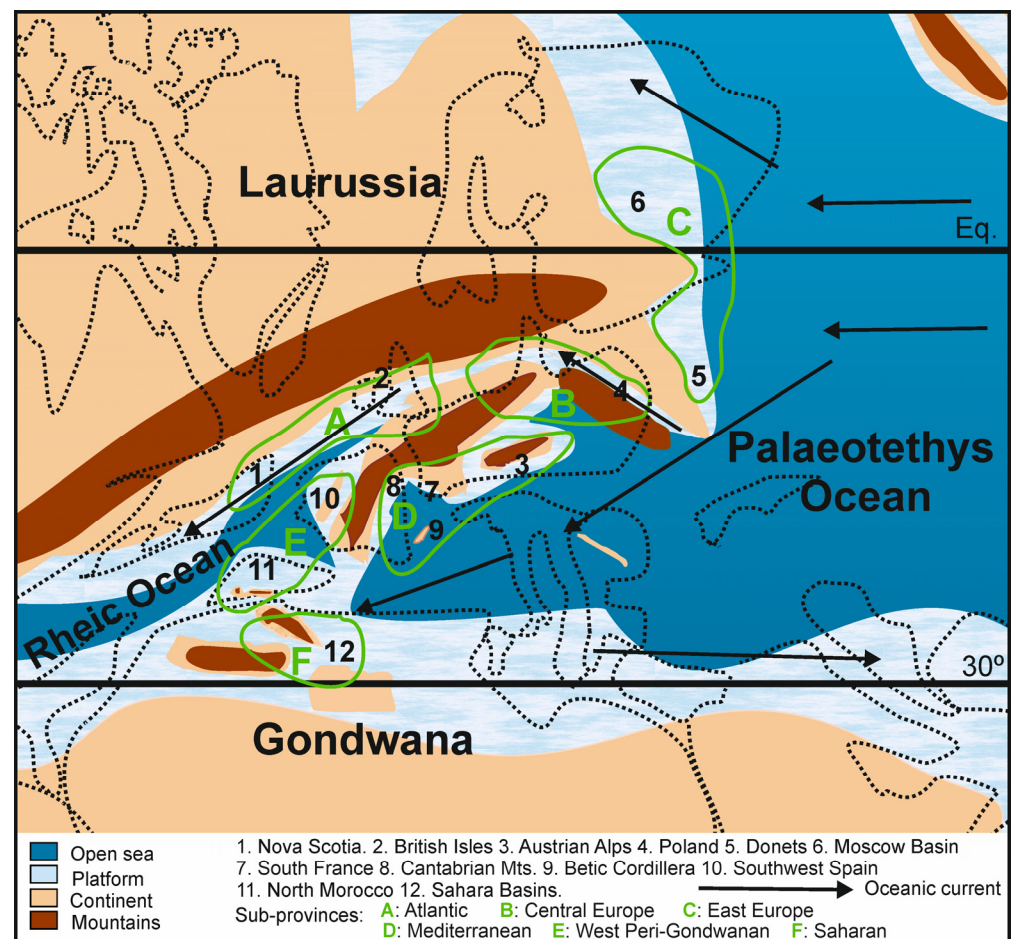 Laurussia
6
C
Eq.
2
A
4
5
B
1
3
Palaeotethys
Ocean
10
8
7
D
9
E
11
Rheic Ocean
F
12
30º
Gondwana
Open sea
Platform
Continent
Mountains
1. Nova Scotia. 2. British Isles 3. Austrian Alps 4. Poland 5. Donets 6. Moscow Basin
7. South France 8. Cantabrian Mts. 9. Betic Cordillera 10. Southwest Spain
11. North Morocco 12. Sahara Basins.
Oceanic current
Sub-provinces: A: Atlantic B: Central Europe C: East Europe
D: Mediterranean E: West Peri-Gondwanan F: Saharan